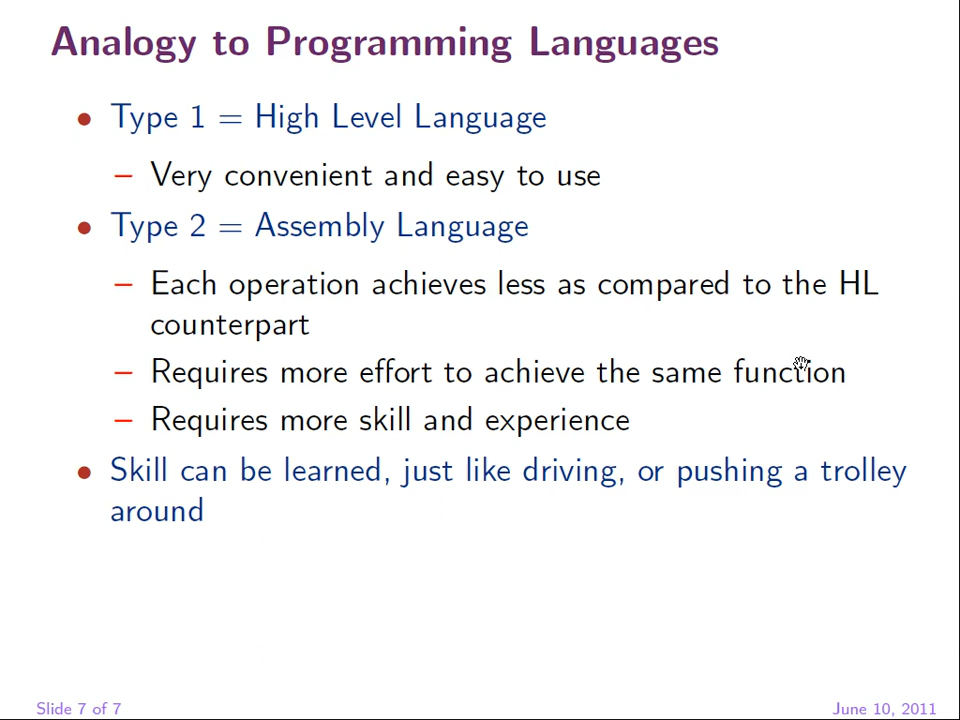 Analogy to Programming Languages
• Type 1 = High Level Language
– Very convenient and easy to use
• Type 2 = Assembly Language
– Each operation achieves less as compared to the HL
counterpart
– Requires more effort to achieve the same function
– Requires more skill and experience
• Skill can be learned, just like driving, or pushing a trolley
around
Slide 7 of 7
June 10, 2011